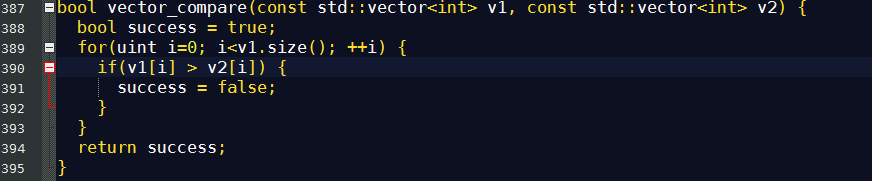 387 bool vector_compare(const std::vector<int> v1, const std::vector<int> v2) {
388   bool success = true;
389   for(uint i=0; i<v1.size(); ++i) {
390     if(v1[i] > v2[i]) {
391       success = false;
392     }
393   }
394   return success;
395 }